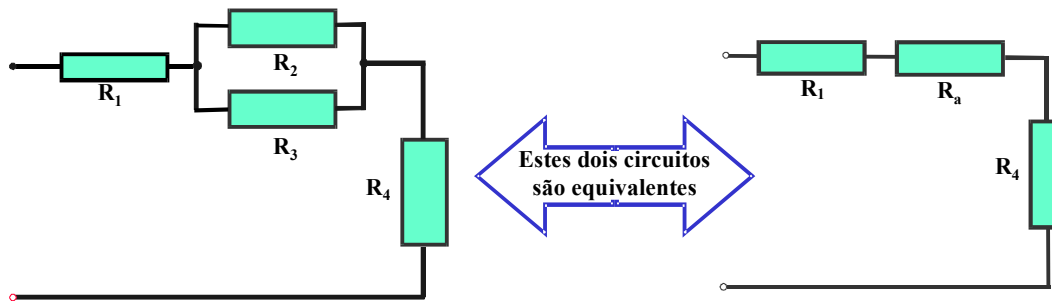 R₁
R₂
R₃
R₄
Estes dois circuitos
são equivalentes
R₁
Rₐ
R₄